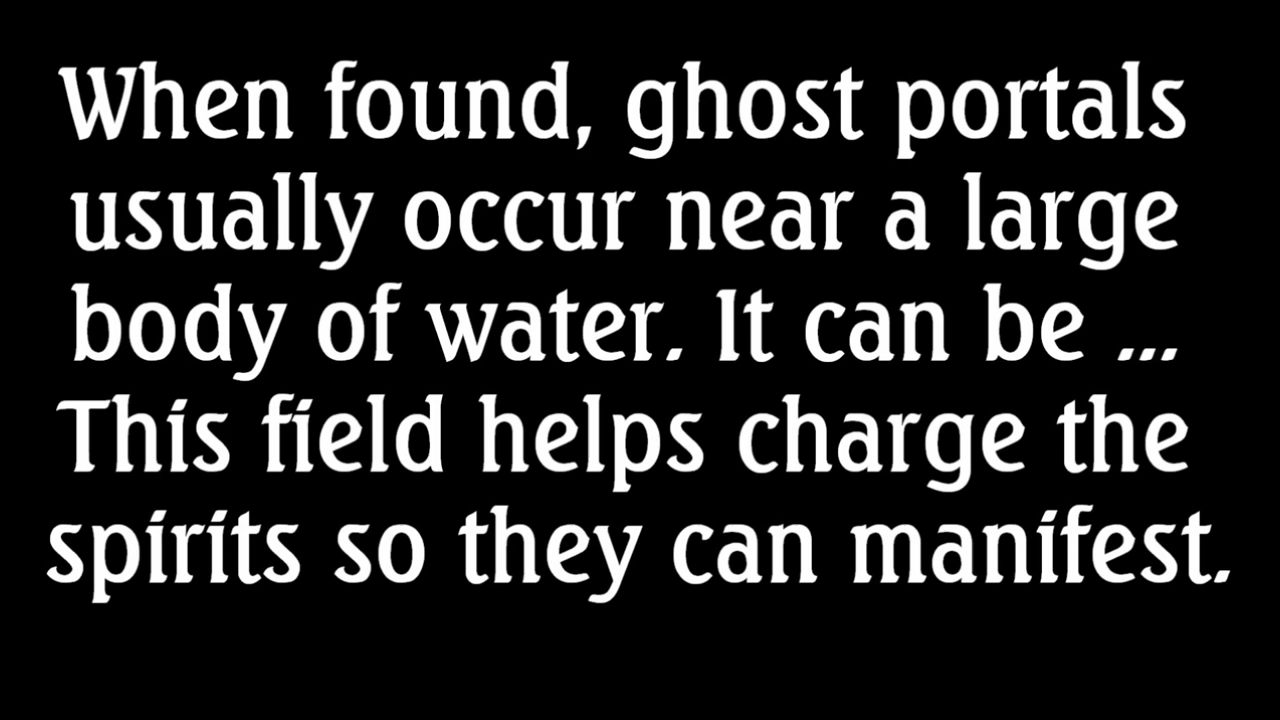 When found, ghost portals
usually occur near a large
body of water. It can be ...
This field helps charge the
spirits so they can manifest.